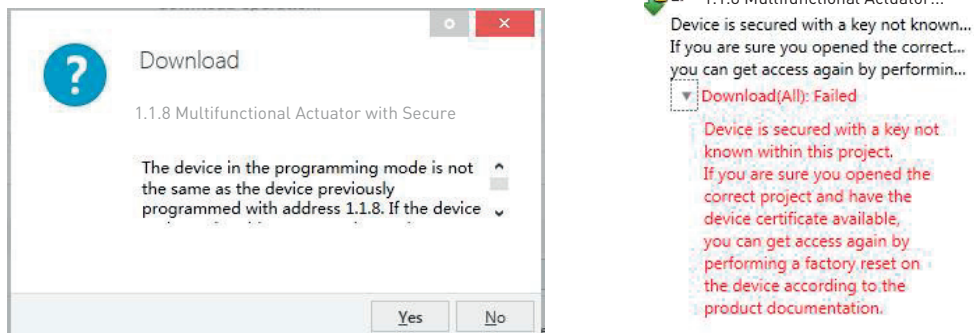 ?
Download
1.1.8 Multifunctional Actuator with Secure
The device in the programming mode is not
the same as the device previously
programmed with address 1.1.8. If the device
Yes
No
Multifunctional Actuator...
Device is secured with a key not known...
If you are sure you opened the correct...
you can get access again by performin...
Download(All): Failed
Device is secured with a key not
known within this project.
If you are sure you opened the
correct project and have the
device certificate available,
you can get access again by
performing a factory reset on
the device according to the
product documentation.